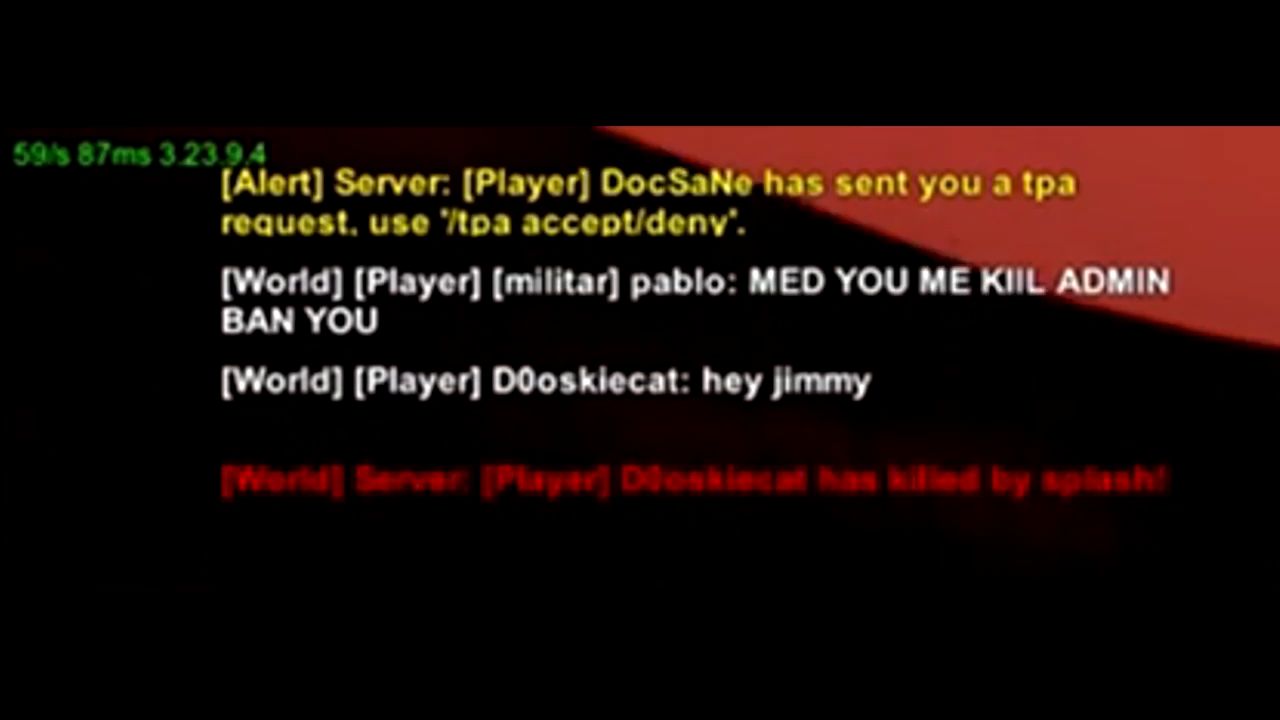 59/s 87ms 3.23.9.4
[Alert] Server: [Player] DocSaNe has sent you a tpa
request, use '/tpa accept/deny'.
[World] [Player] [militar] pablo: MED YOU ME KIIL ADMIN
BAN YOU
[World] [Player] D0oskiecat: hey jimmy
[World] Server: [Player] D0oskiecat has killed by splash!